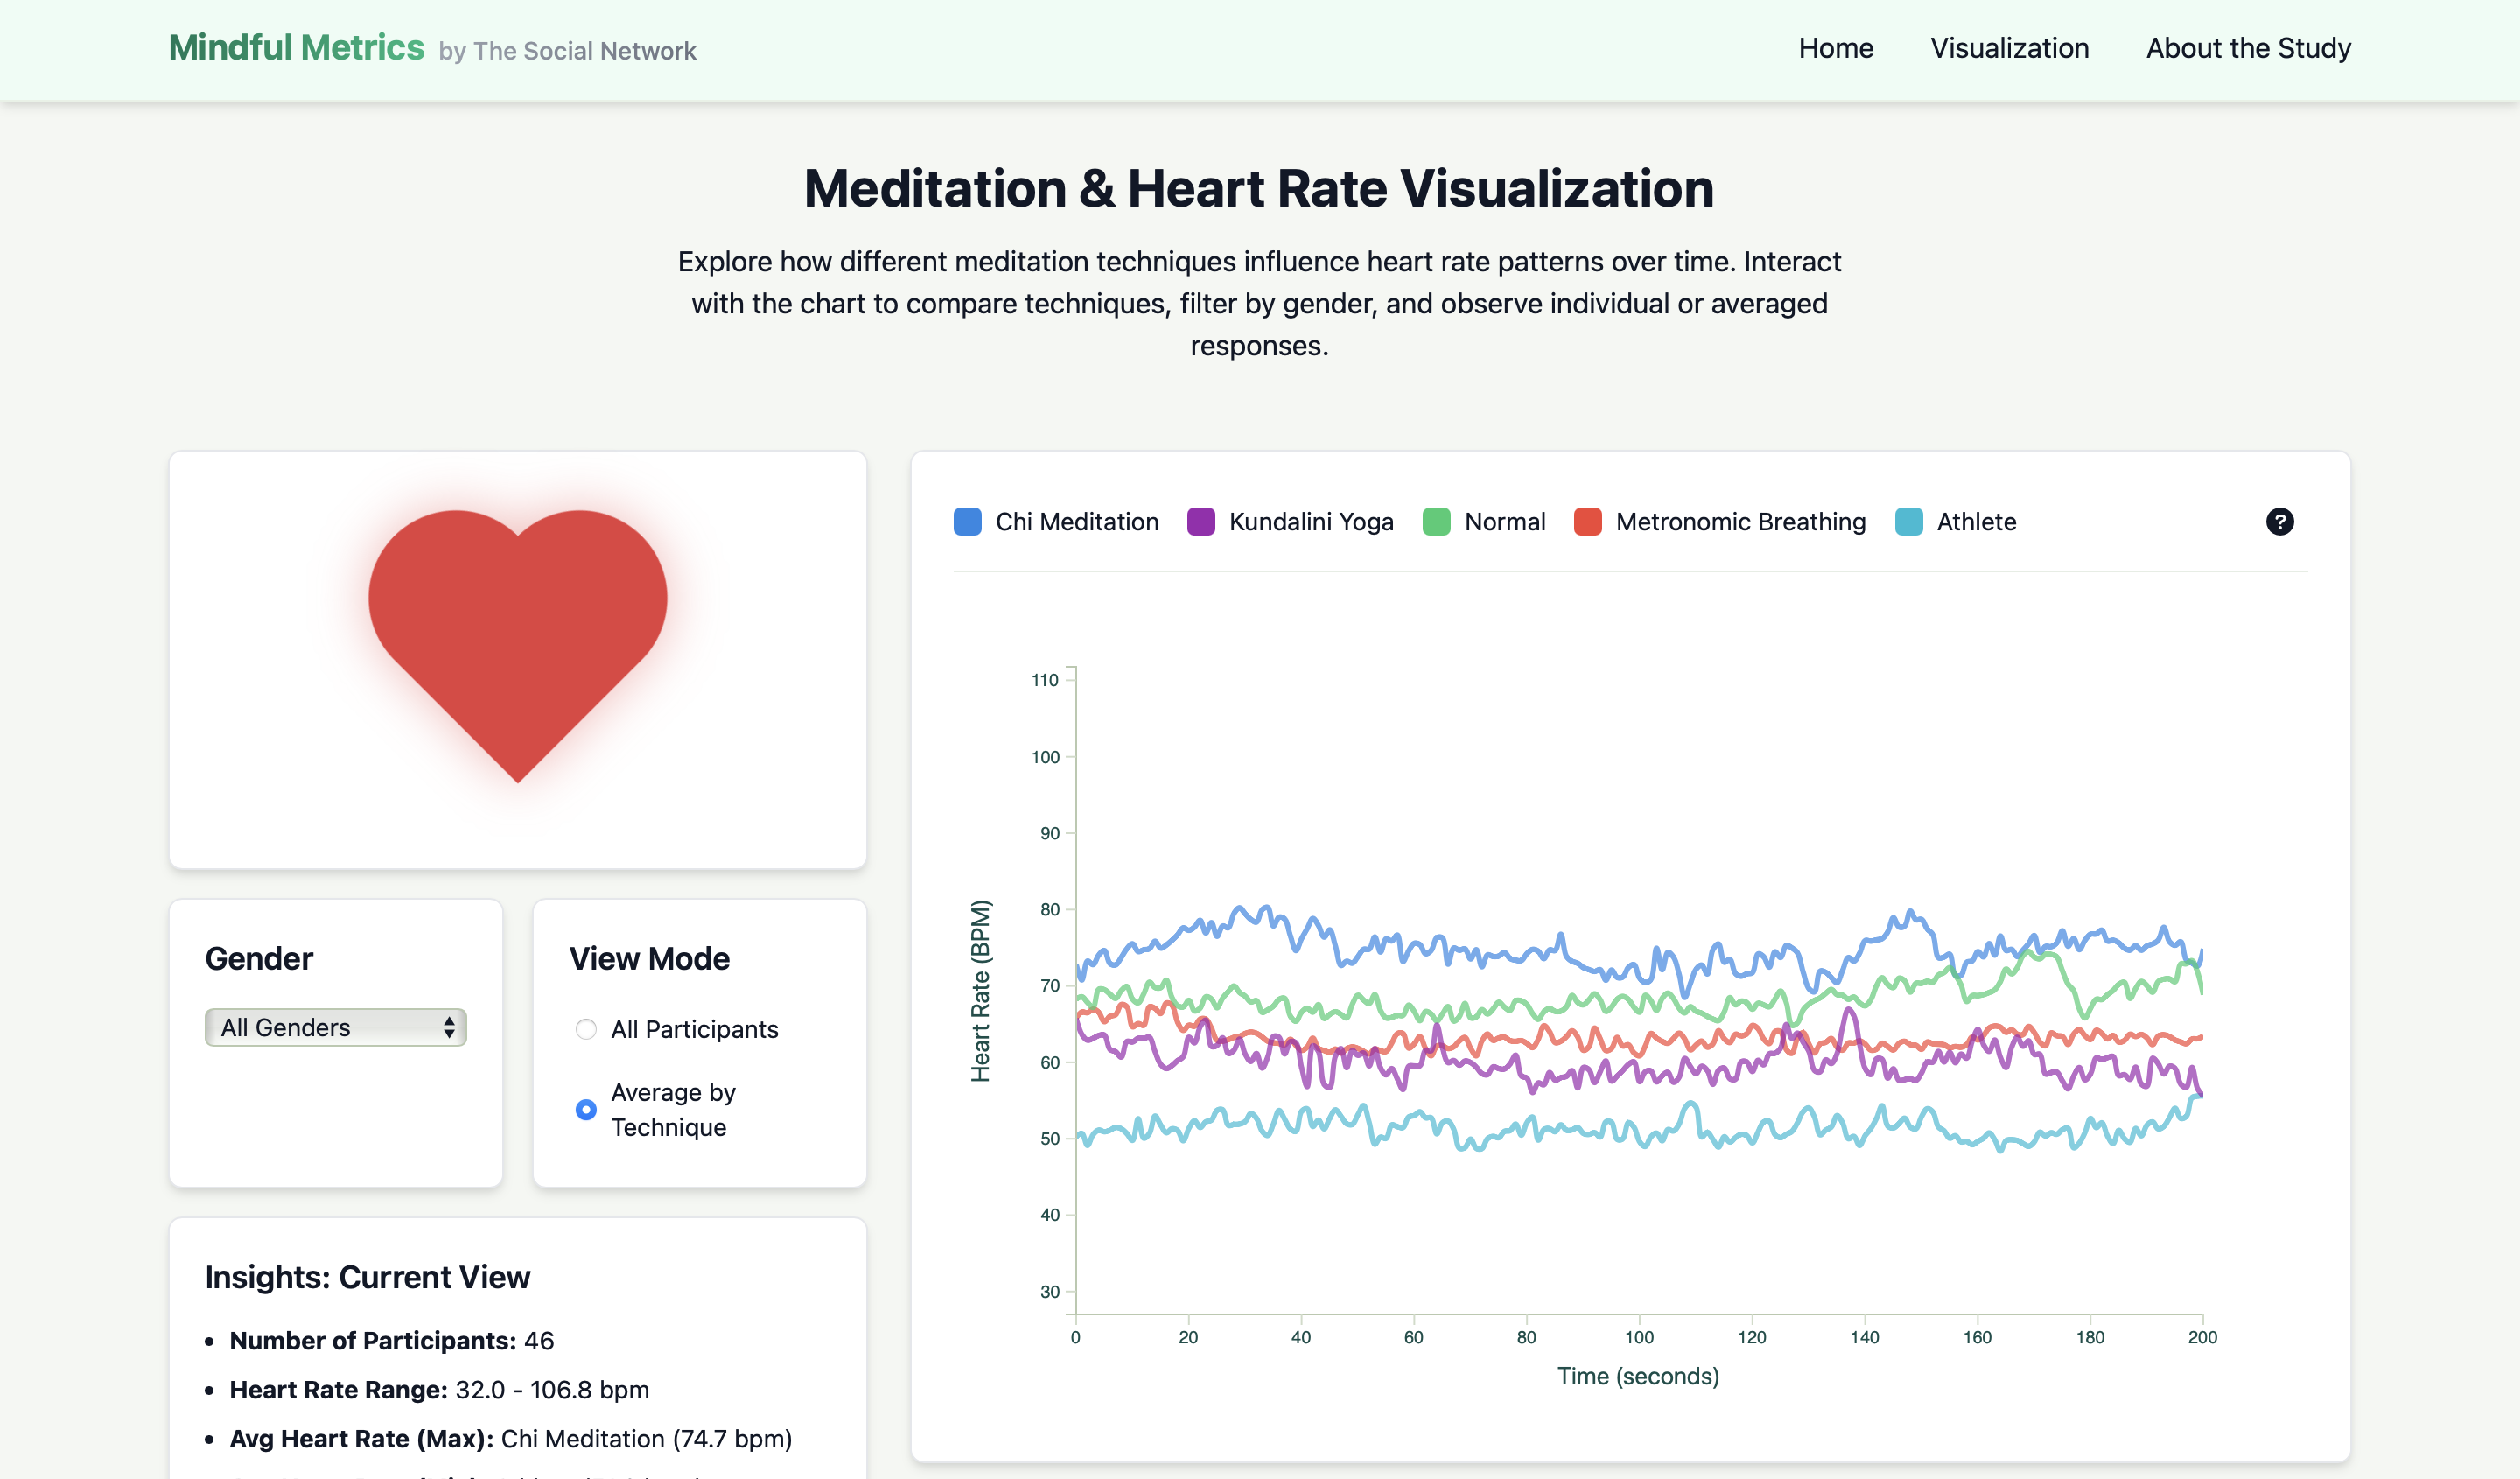 Mindful Metrics by The Social Network
Home Visualization About the Study
Meditation & Heart Rate Visualization
Explore how different meditation techniques influence heart rate patterns over time. Interact
with the chart to compare techniques, filter by gender, and observe individual or averaged
responses.
Gender
All Genders
View Mode
All Participants
Average by
Technique
Insights: Current View
• Number of Participants: 46
• Heart Rate Range: 32.0 - 106.8 bpm
• Avg Heart Rate (Max): Chi Meditation (74.7 bpm)
Chi Meditation Kundalini Yoga Normal Metronomic Breathing Athlete ?
Heart Rate (BPM)
110
100
90
80
70
60
50
40
30
0 20 40 60 80 100 120 140 160 180 200
Time (seconds)